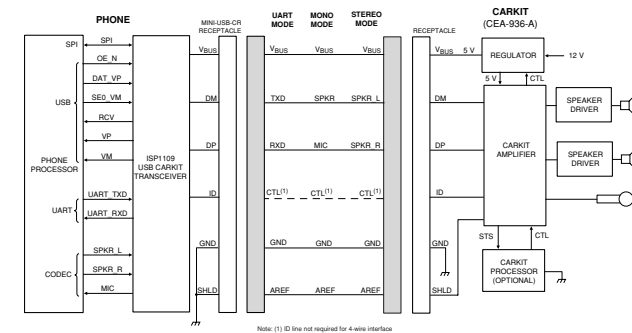 PHONE
MINI-USB-CR
RECEPTACLE
UART
MODE
MONO
MODE
STEREO
MODE
RECEPTACLE
CARKIT
(CEA-936-A)
SPI
SPI
OE_N
DAT_VP
USB
SE0_VM
RCV
VP
VM
PHONE
PROCESSOR
ISP1109
USB CARKIT
TRANSCEIVER
UART_TXD
UART
UART_RXD
SPKR_L
CODEC
SPKR_R
MIC
VBUS
DM
DP
ID
GND
SHLD
VBUS VBUS VBUS
TXD SPKR SPKR_L
RXD MIC SPKR_R
CTL(1) CTL(1) CTL(1)
GND GND GND
AREF AREF AREF
VBUS 5 V
DM
DP
ID
GND
SHLD
REGULATOR
12 V
5 V CTL
CARKIT
AMPLIFIER
SPEAKER
DRIVER
SPEAKER
DRIVER
STS CTL
CARKIT
PROCESSOR
(OPTIONAL)
Note: (1) ID line not required for 4-wire interface